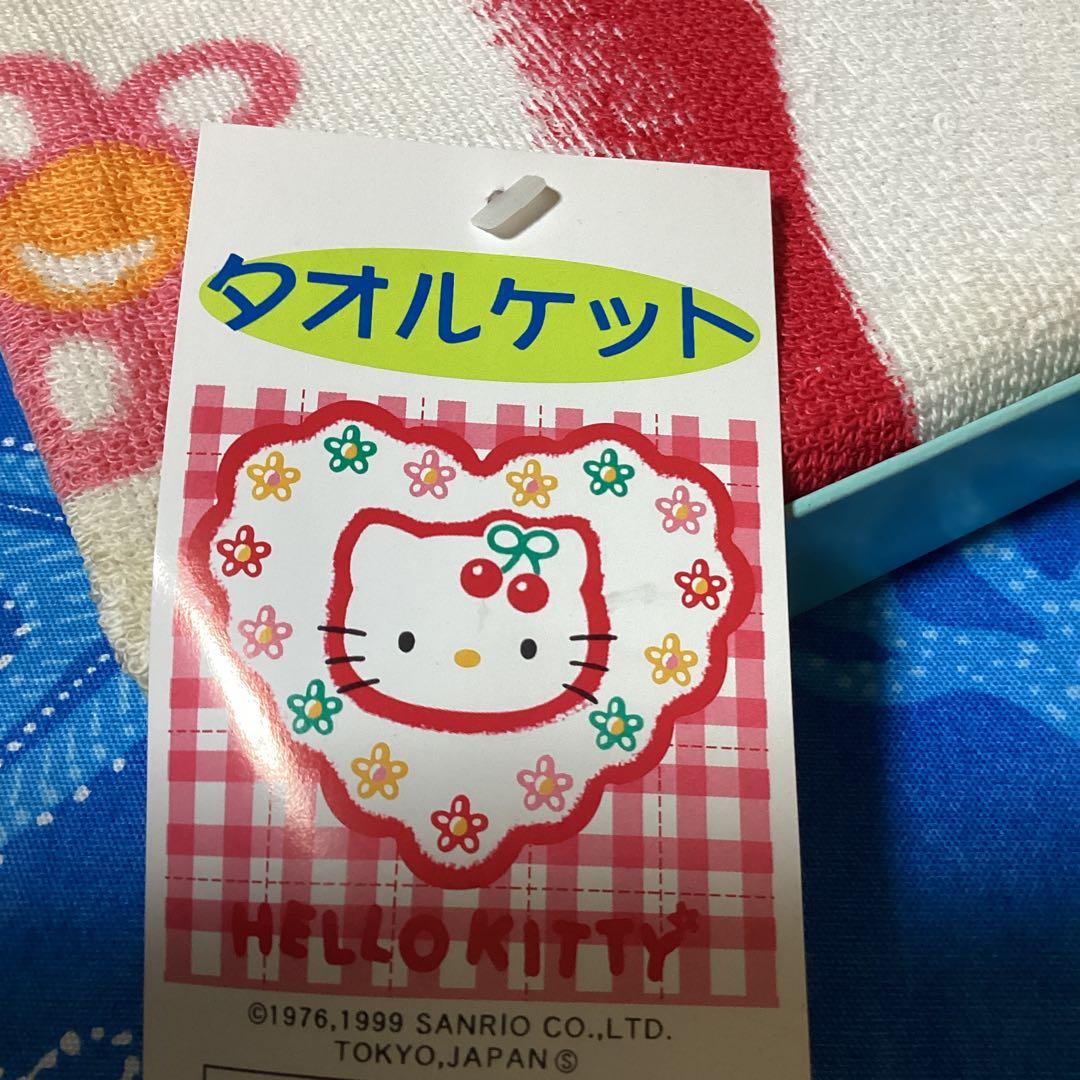 タオルケット
HELLO KITTY
©1976,1999 SANRIO CO.,LTD.
TOKYO,JAPAN Ⓢ